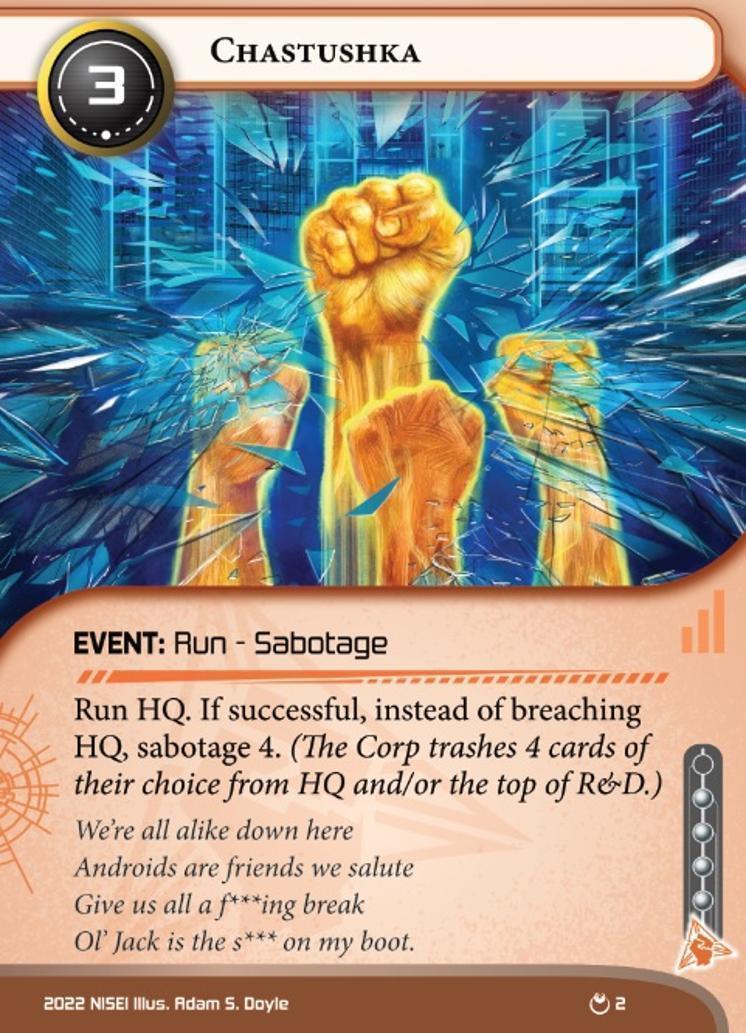 3
CHASTUSHKA
EVENT: Run - Sabotage
Run HQ. If successful, instead of breaching
HQ, sabotage 4. (The Corp trashes 4 cards of
their choice from HQ and/or the top of R&D.)
We're all alike down here
Androids are friends we salute
Give us all a f***ing break
Ol' Jack is the s*** on my boot.
2022 NISEI Illus. Adam S. Doyle
2